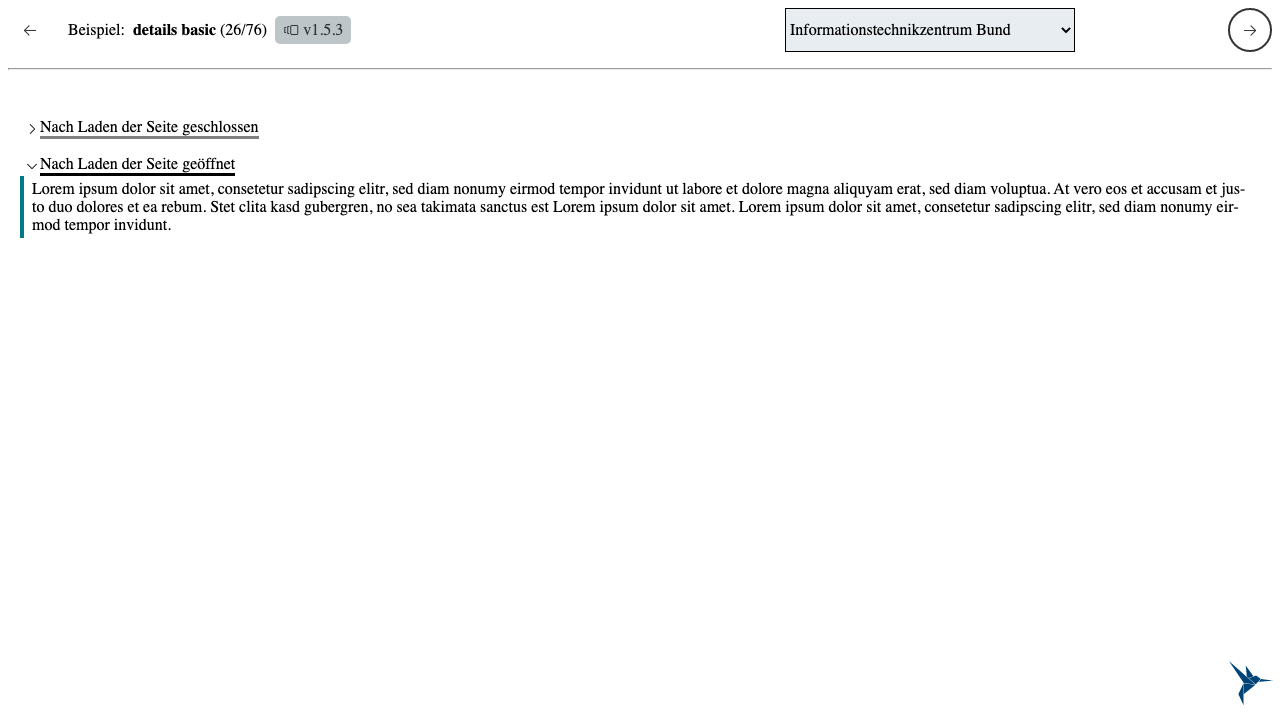 Beispiel: details basic (26/76) v1.5.3
Informationstechnikzentrum Bund
Nach Laden der Seite geschlossen
Nach Laden der Seite geöffnet
Lorem ipsum dolor sit amet, consetetur sadipscing elitr, sed diam nonumy eirmod tempor invidunt ut labore et dolore magna aliquyam erat, sed diam voluptua. At vero eos et accusam et jus-
to duo dolores et ea rebum. Stet clita kasd gubergren, no sea takimata sanctus est Lorem ipsum dolor sit amet. Lorem ipsum dolor sit amet, consetetur sadipscing elitr, sed diam nonumy eir-
mod tempor invidunt.